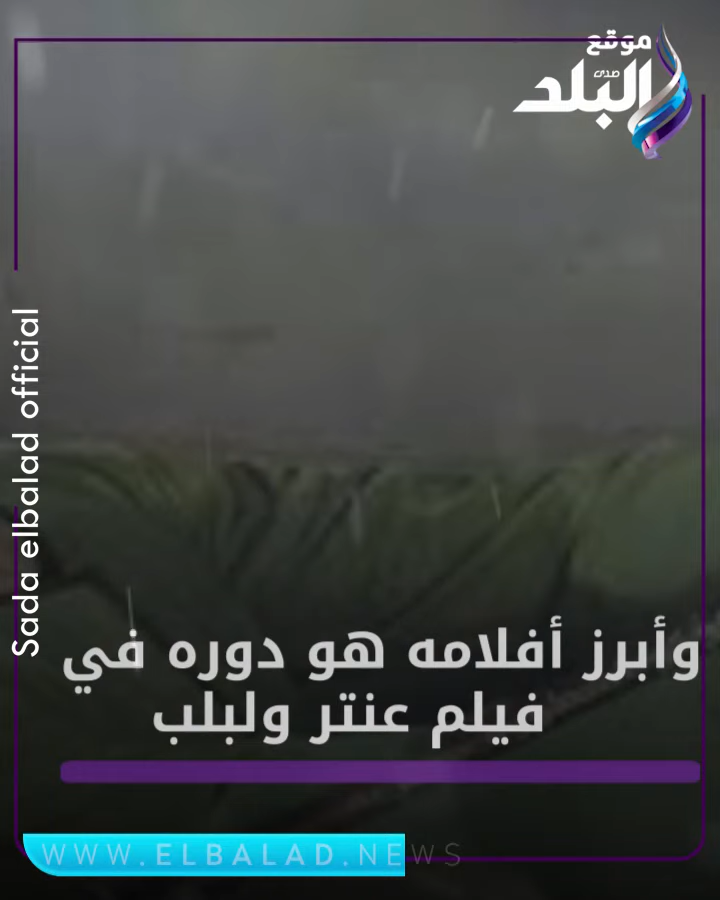 موقع
صدى
البلد
Sada elbalad official
وأبرز أفلامه هو دوره في
فيلم عنتر ولبلب
WWW.ELBALAD.NEWS